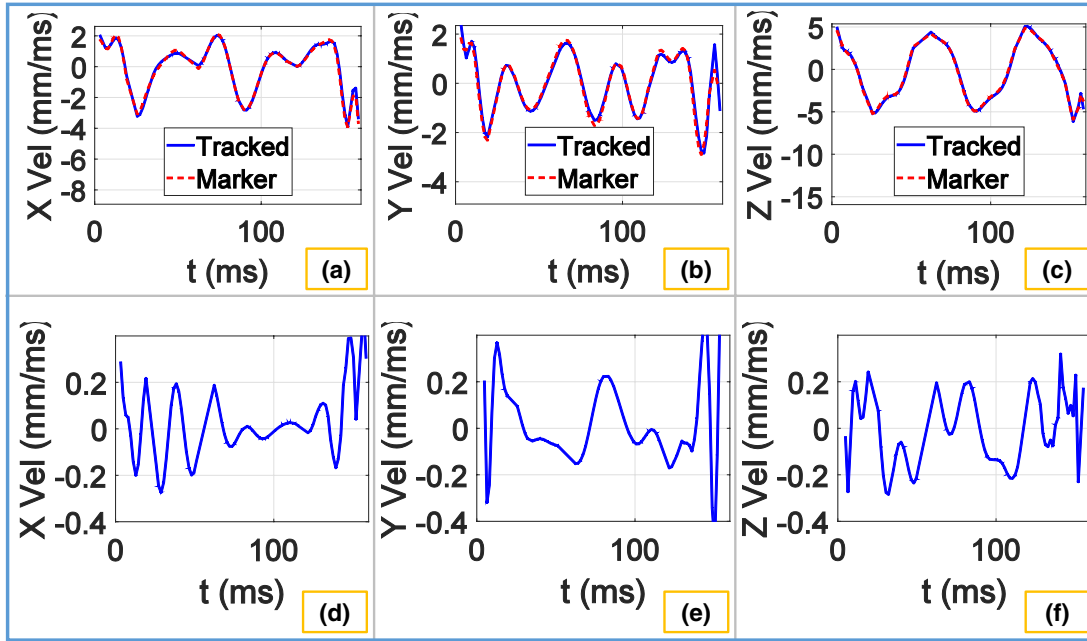 X Vel (mm/ms)
2
0
-2
-4
-6
-8
Tracked
Marker
0
100
t (ms)
(a)
Y Vel (mm/ms)
2
0
-2
-4
Tracked
Marker
0
100
t (ms)
(b)
Z Vel (mm/ms)
5
0
-5
-10
-15
Tracked
Marker
0
100
t (ms)
(c)
X Vel (mm/ms)
0.2
0
-0.2
-0.4
0
100
t (ms)
(d)
Y Vel (mm/ms)
0.2
0
-0.2
-0.4
0
100
t (ms)
(e)
Z Vel (mm/ms)
0.2
0
-0.2
-0.4
0
100
t (ms)
(f)